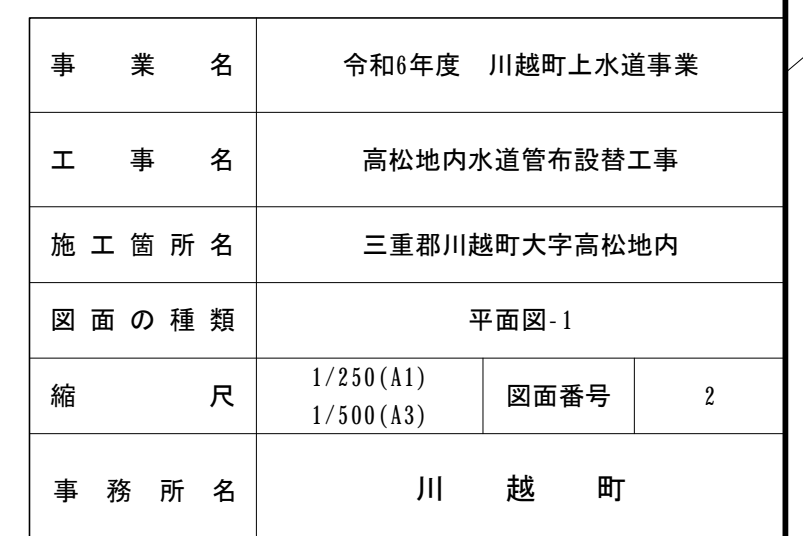 事業名 令和6年度 川越町上水道事業
工事名 高松地内水道管布設替工事
施工箇所名 三重郡川越町大字高松地内
図面の種類 平面図-1
縮尺 1/250(A1)
1/500(A3)
図面番号 2
事務所名 川越町